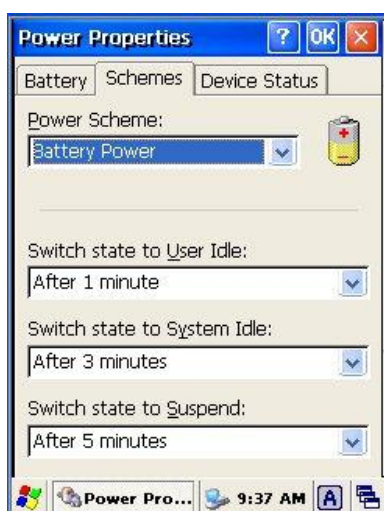 Power Properties ? OK ×
Battery Schemes Device Status
Power Scheme:
Battery Power
Switch state to User Idle:
After 1 minute
Switch state to System Idle:
After 3 minutes
Switch state to Suspend:
After 5 minutes
Power Pro... 9:37 AM A